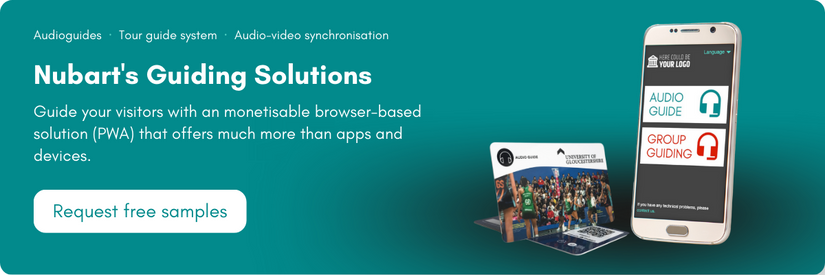 Audioguides · Tour guide system · Audio-video synchronisation
Nubart's Guiding Solutions
Guide your visitors with an monetisable browser-based
solution (PWA) that offers much more than apps and
devices.
Request free samples
Language
HERE COULD BE
YOUR LOGO
AUDIO
GUIDE
GROUP
GUIDING
If you have any technical problems, please
contact us.
AUDIO GUIDE
UNIVERSITY OF
GLOUCESTERSHIRE